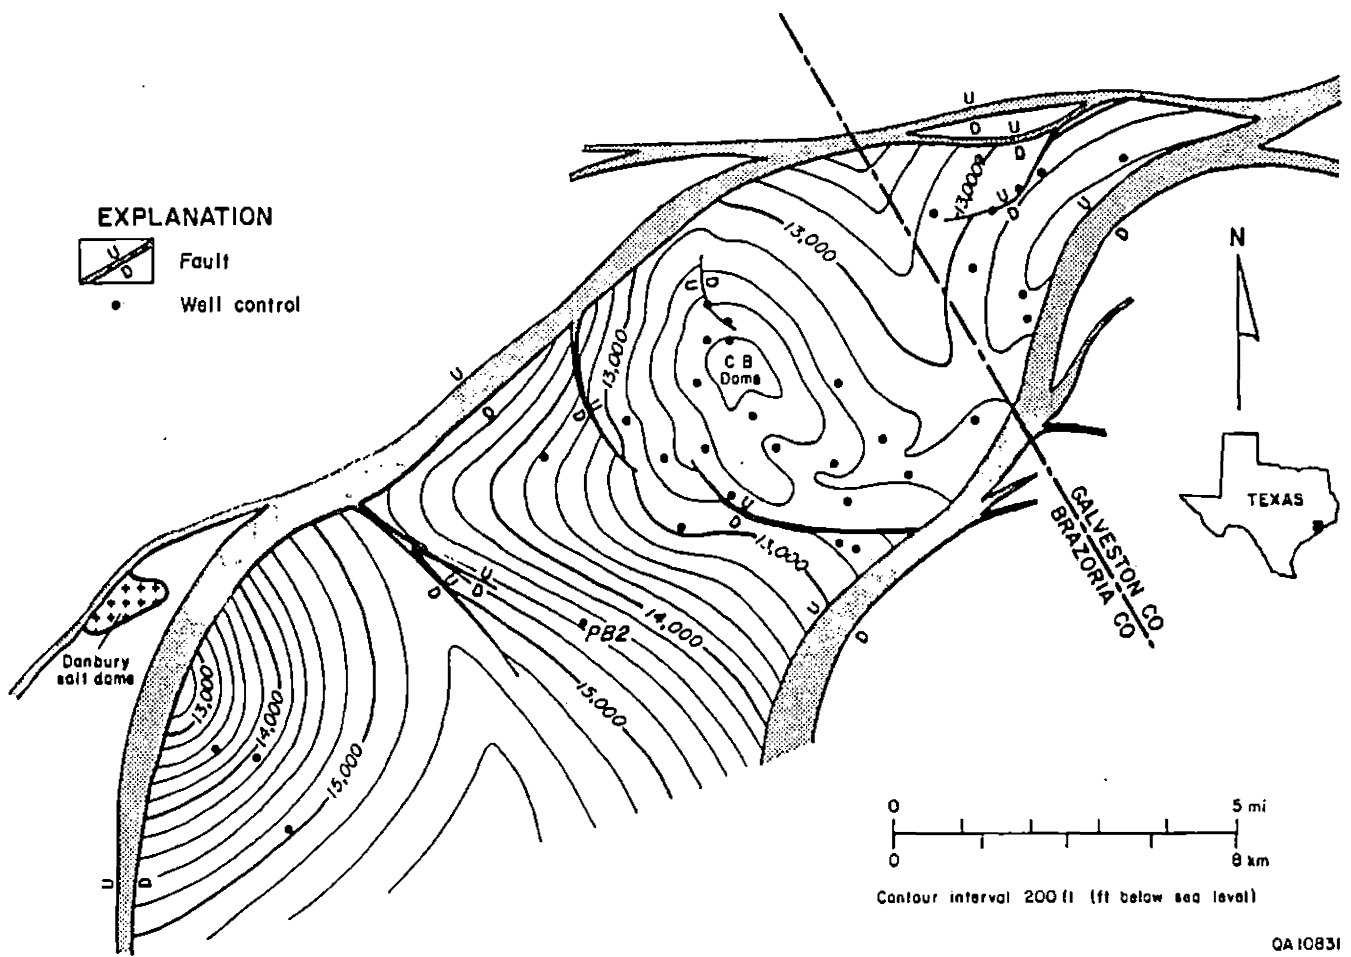 U
D
U
D
13,000
U
D
U
D
EXPLANATION
U
D
Fault
Well control
N
13,000
U
D
13,000
C B
Dome
U
D
U
D
TEXAS
U
D
13,000
GALVESTON CO
BRAZORIA CO
U
D
U
D
U
D
14,000
PB2
15,000
Danbury
salt dome
13,000
14,000
15,000
U
D
0
5 mi
0
8 km
Contour interval 200 ft (ft below sea level)
QA10831